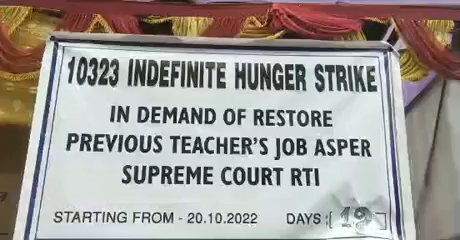 10323 INDEFINITE HUNGER STRIKE
IN DEMAND OF RESTORE
PREVIOUS TEACHER'S JOB ASPER
SUPREME COURT RTI
STARTING FROM - 20.10.2022 DAYS :[ 19 ]